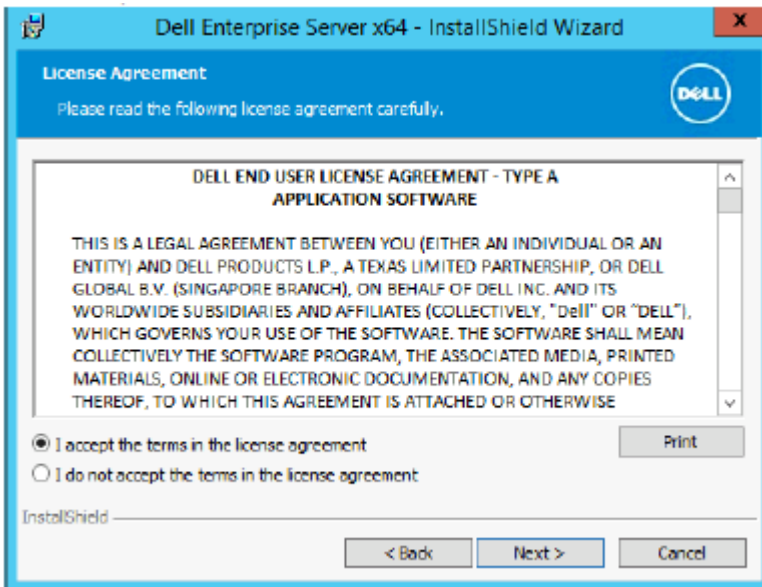 Dell Enterprise Server x64 - InstallShield Wizard
X
License Agreement
Please read the following license agreement carefully.
DELL
DELL END USER LICENSE AGREEMENT - TYPE A
APPLICATION SOFTWARE
THIS IS A LEGAL AGREEMENT BETWEEN YOU (EITHER AN INDIVIDUAL OR AN
ENTITY) AND DELL PRODUCTS L.P., A TEXAS LIMITED PARTNERSHIP, OR DELL
GLOBAL B.V. (SINGAPORE BRANCH), ON BEHALF OF DELL INC. AND ITS
WORLDWIDE SUBSIDIARIES AND AFFILIATES (COLLECTIVELY, "Dell" OR "DELL"),
WHICH GOVERNS YOUR USE OF THE SOFTWARE. THE SOFTWARE SHALL MEAN
COLLECTIVELY THE SOFTWARE PROGRAM, THE ASSOCIATED MEDIA, PRINTED
MATERIALS, ONLINE OR ELECTRONIC DOCUMENTATION, AND ANY COPIES
THEREOF, TO WHICH THIS AGREEMENT IS ATTACHED OR OTHERWISE
I accept the terms in the license agreement
Print
I do not accept the terms in the license agreement
InstallShield
< Back
Next >
Cancel